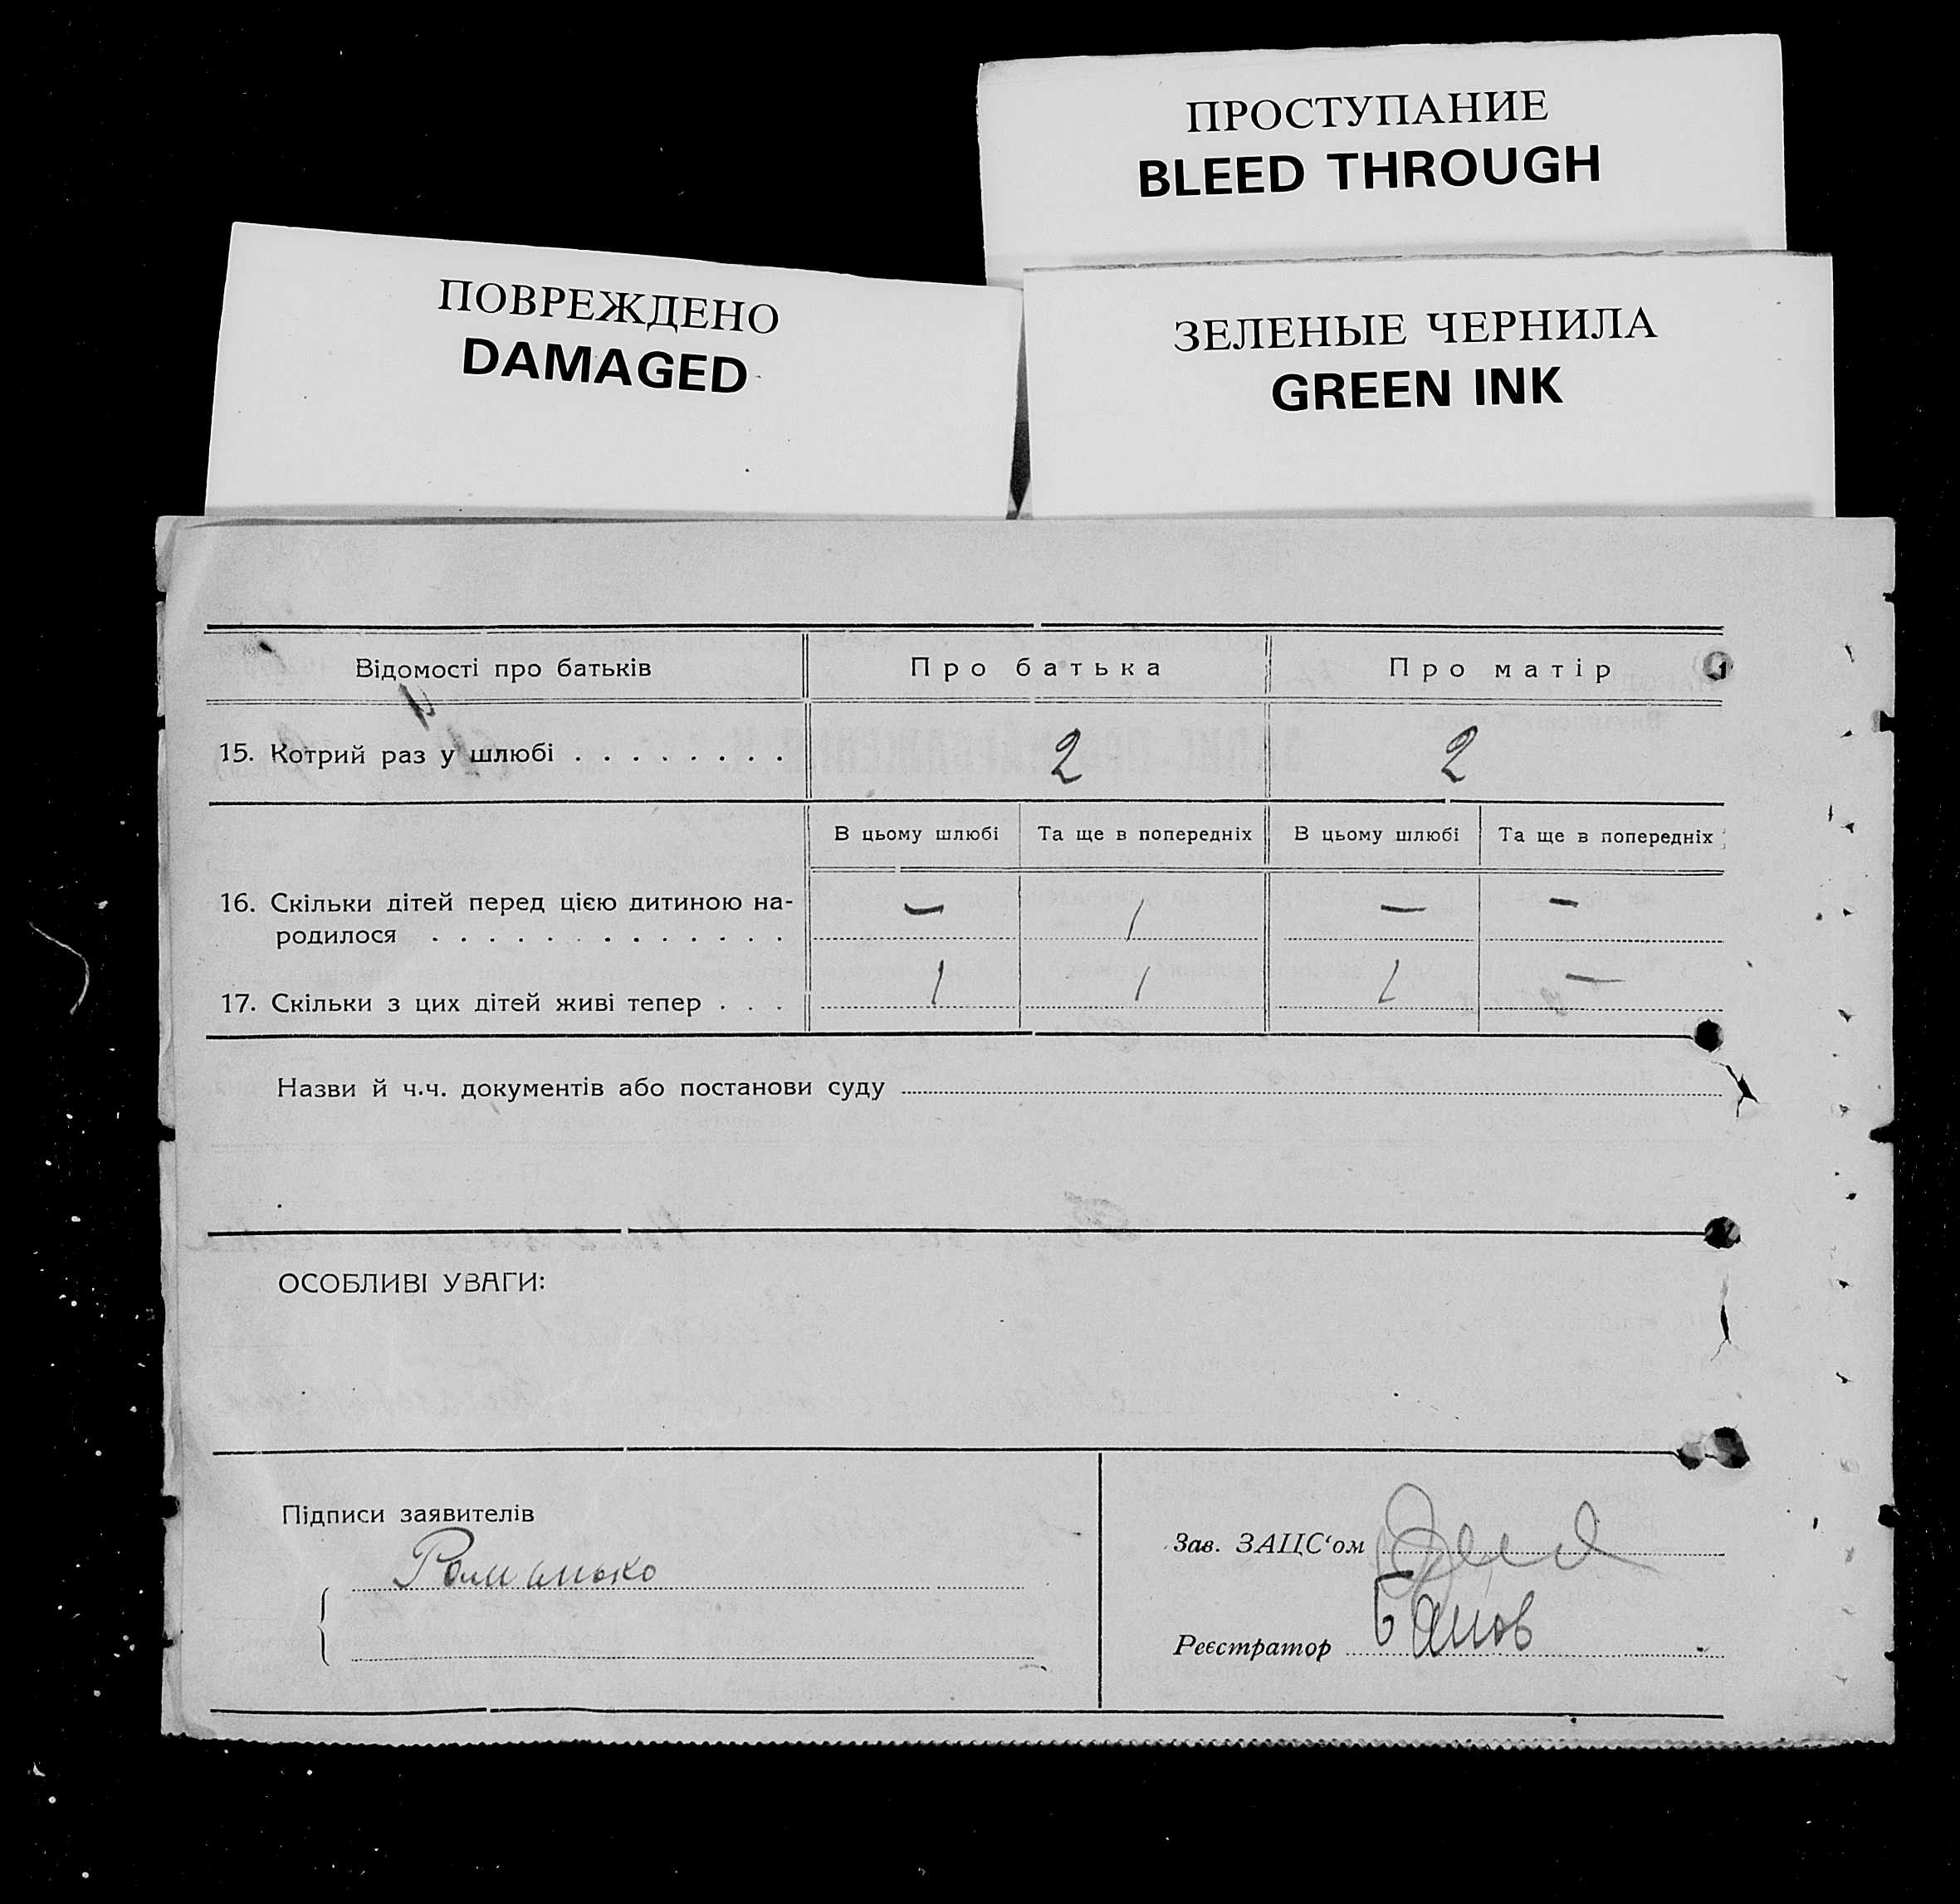 ПРОСТУПАНИЕ
BLEED THROUGH
ПОВРЕЖДЕНО
DAMAGED
ЗЕЛЕНЫЕ ЧЕРНИЛА
GREEN INK
Відомості про батьків Про батька Про матір
15. Котрий раз у шлюбі . . . . . . . . 2 2
В цьому шлюбі Та ще в попередніх В цьому шлюбі Та ще в попередніх
16. Скільки дітей перед цією дитиною на-
родилося . . . . . . . . . . . . . — 1 — —
17. Скільки з цих дітей живі тепер . . . 1 1 1 —
Назви й ч.ч. документів або постанови суду
ОСОБЛИВІ УВАГИ:
Підписи заявителів
Романько
Зав. ЗАЦС‘ом
Реєстратор